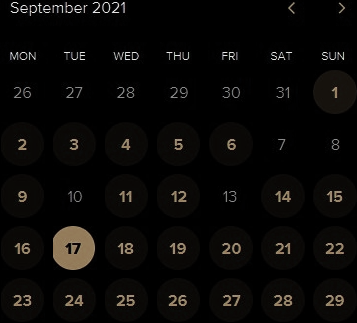 September 2021
MON TUE WED THU FRI SAT SUN
26 27 28 29 30 31 1
2 3 4 5 6 7 8
9 10 11 12 13 14 15
16 17 18 19 20 21 22
23 24 25 26 27 28 29